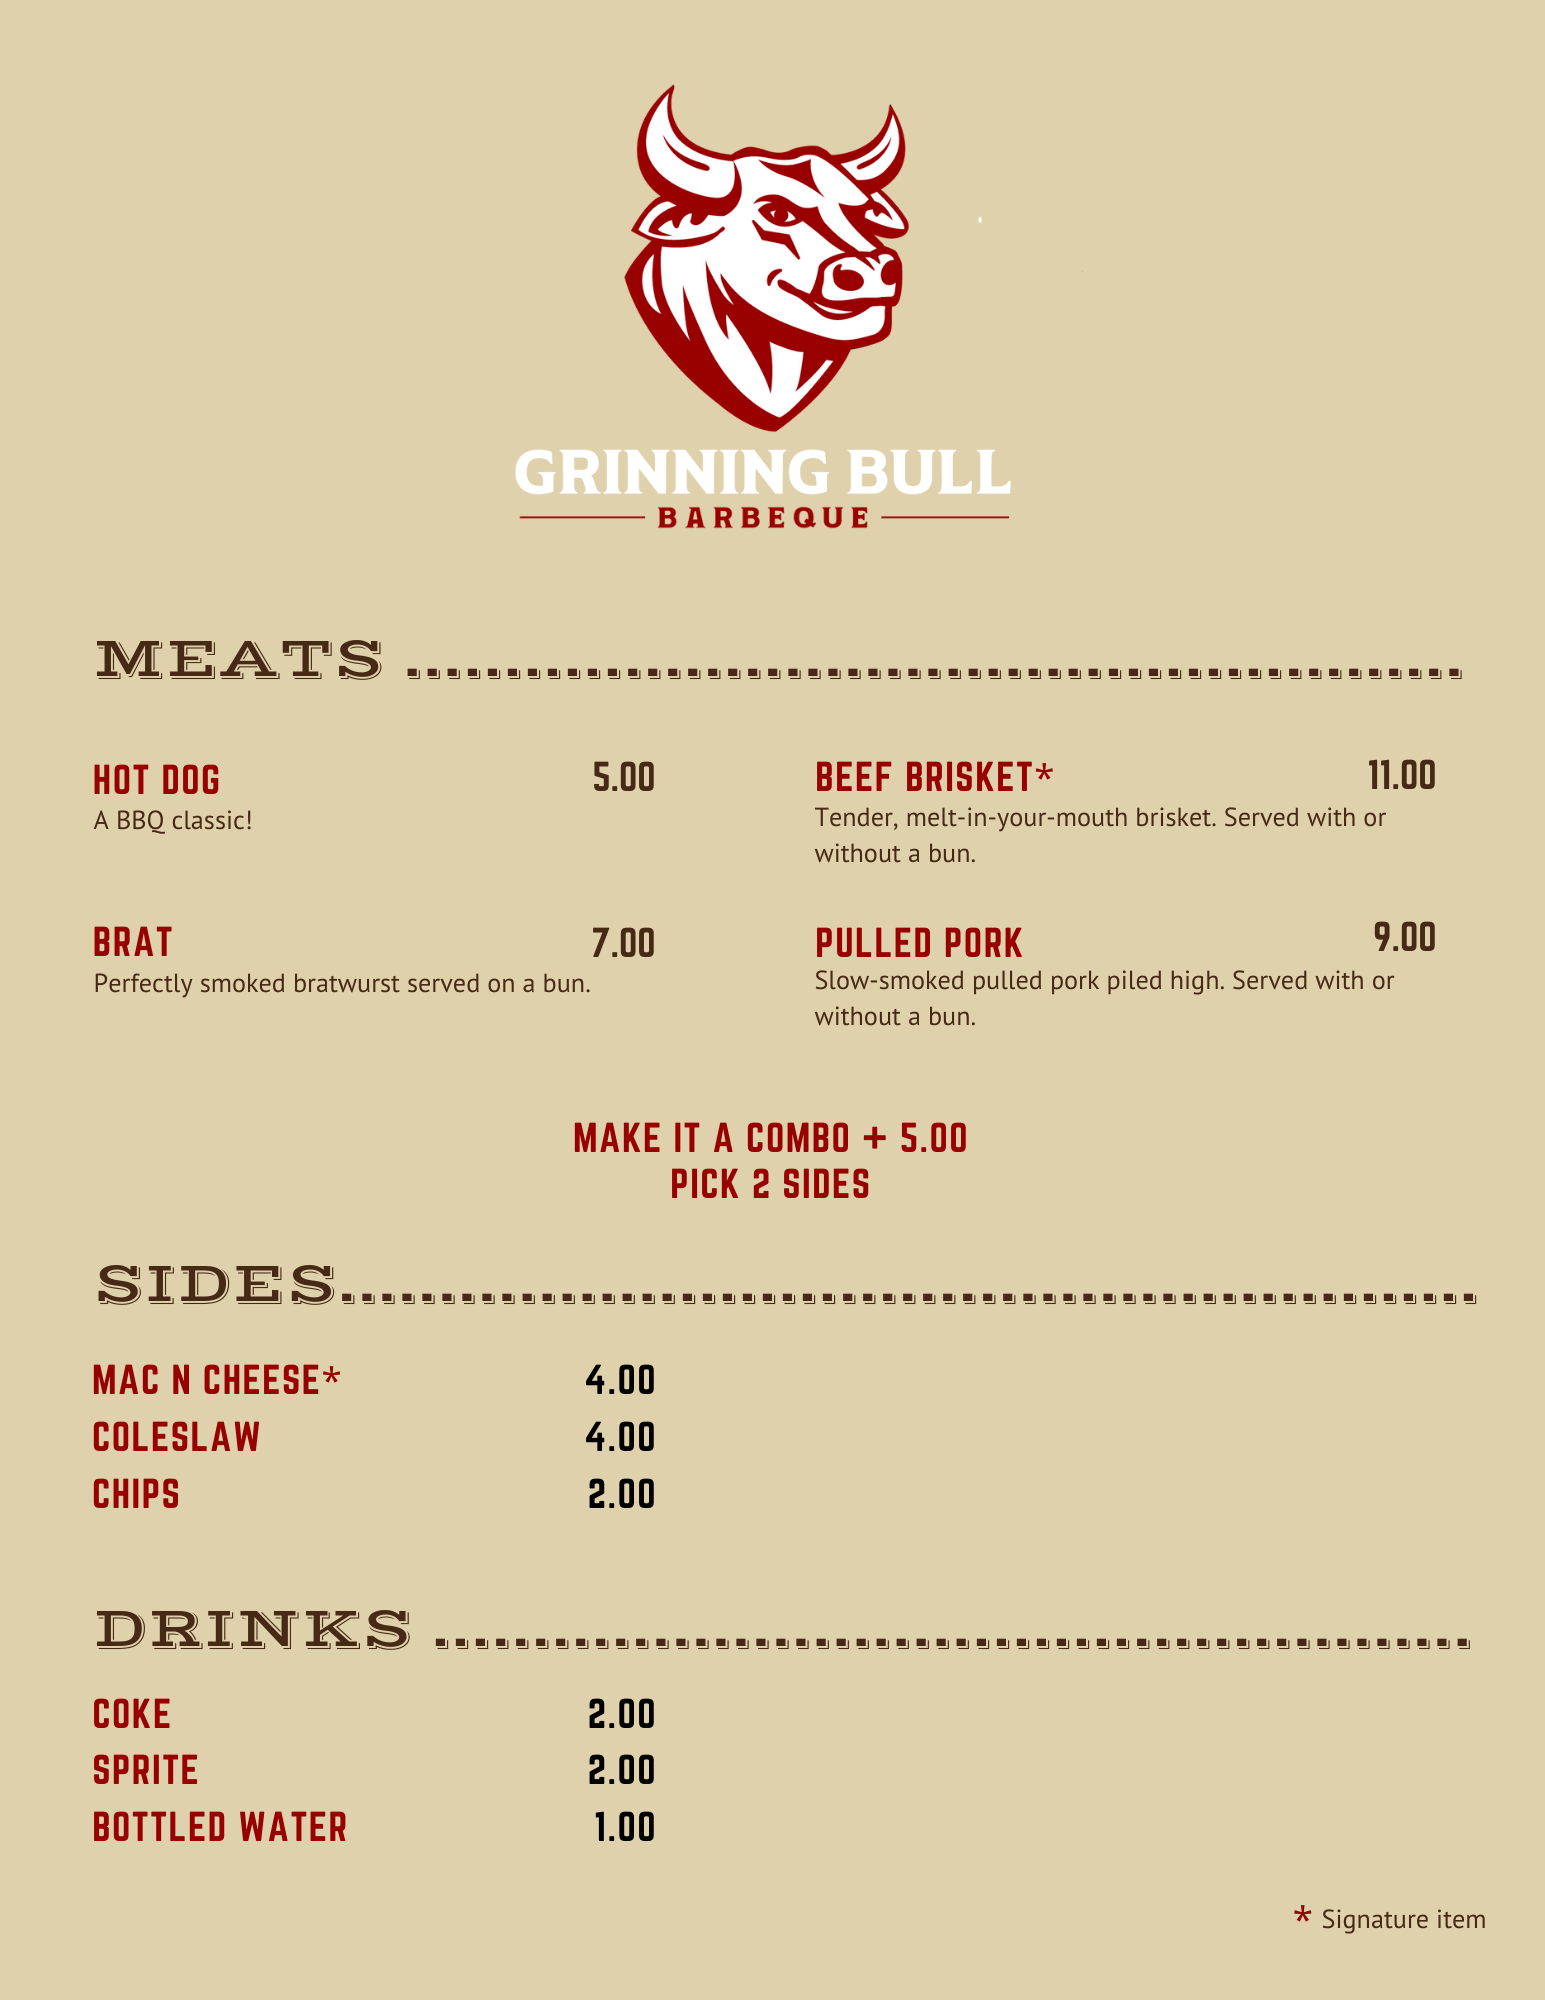 GRINNING BULL
BARBEQUE
MEATS .....................................................
HOT DOG 5.00
A BBQ classic!
BRAT 7.00
Perfectly smoked bratwurst served on a bun.
BEEF BRISKET* 11.00
Tender, melt-in-your-mouth brisket. Served with or
without a bun.
PULLED PORK 9.00
Slow-smoked pulled pork piled high. Served with or
without a bun.
MAKE IT A COMBO + 5.00
PICK 2 SIDES
SIDES.........................................................
MAC N CHEESE* 4.00
COLESLAW 4.00
CHIPS 2.00
DRINKS ....................................................
COKE 2.00
SPRITE 2.00
BOTTLED WATER 1.00
* Signature item